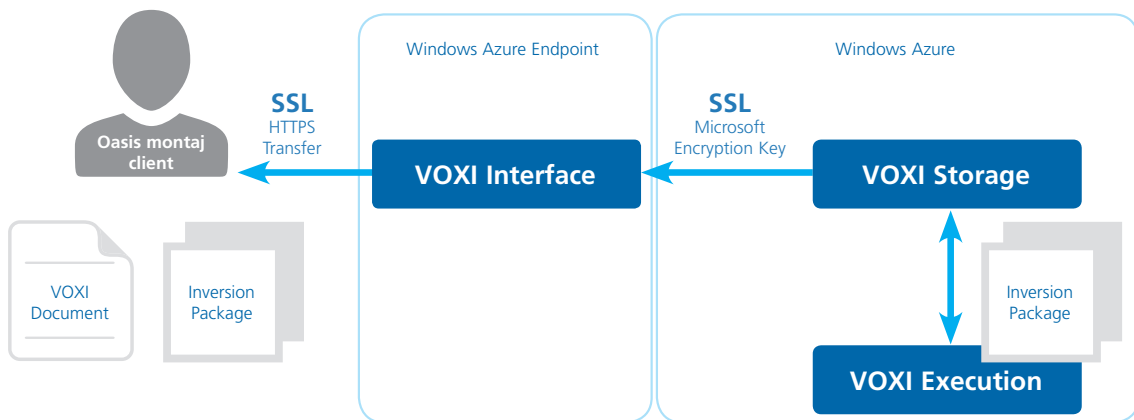 Windows Azure Endpoint
Windows Azure
SSL
HTTPS
Transfer
SSL
Microsoft
Encryption Key
Oasis montaj
client
VOXI Interface
VOXI Storage
VOXI
Document
Inversion
Package
Inversion
Package
VOXI Execution